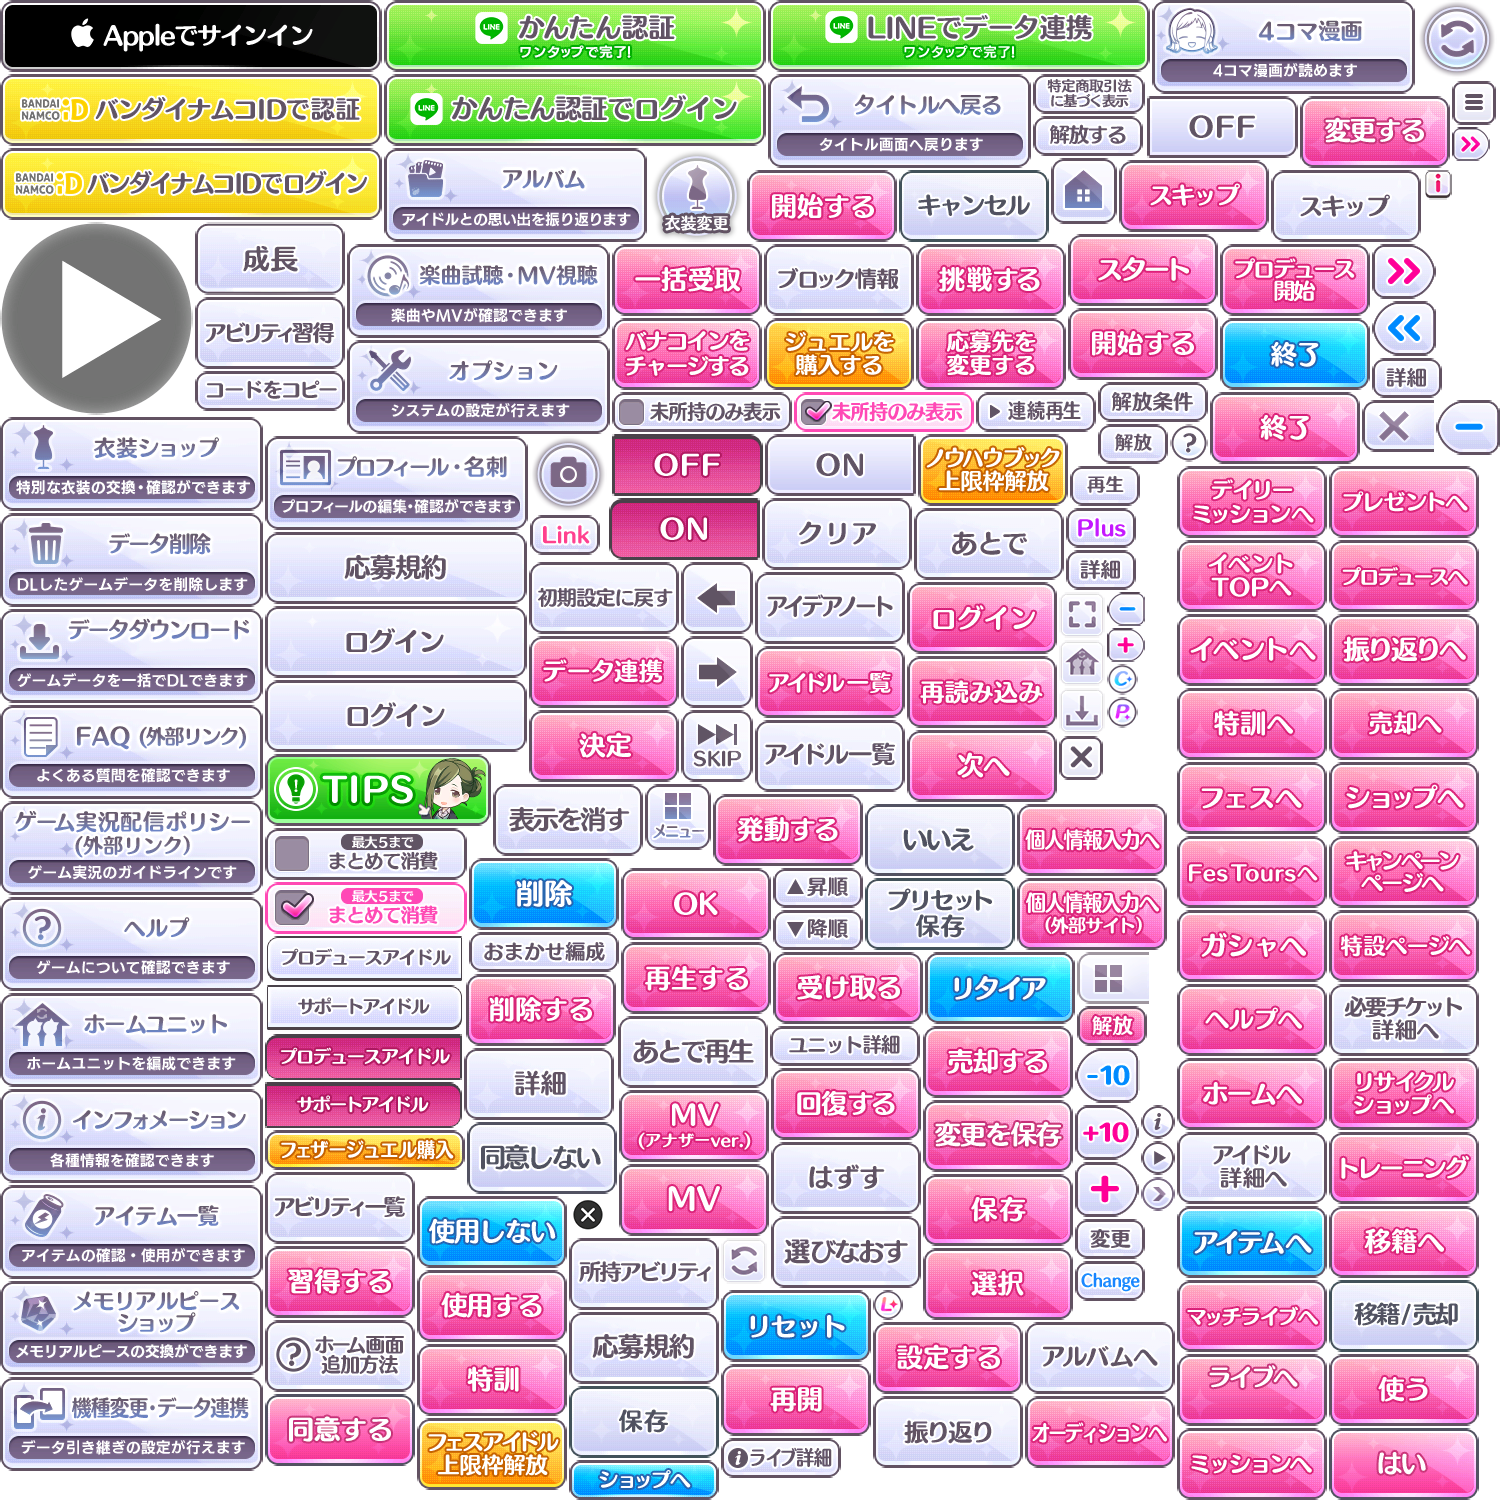 Appleでサインイン
LINE
かんたん認証
ワンタップで完了!
LINE
LINEでデータ連携
ワンタップで完了!
4コマ漫画
4コマ漫画が読めます
BANDAI
NAMCO
iD
バンダイナムコIDで認証
LINE
かんたん認証でログイン
タイトルへ戻る
タイトル画面へ戻ります
特定商取引法
に基づく表示
解放する
OFF
変更する
BANDAI
NAMCO
iD
バンダイナムコIDでログイン
アルバム
アイドルとの思い出を振り返ります
衣装変更
開始する
キャンセル
スキップ
スキップ
i
成長
アビリティ習得
コードをコピー
楽曲試聴・MV視聴
楽曲やMVが確認できます
オプション
システムの設定が行えます
一括受取
ブロック情報
挑戦する
スタート
プロデュース
開始
バナコインを
チャージする
ジュエルを
購入する
応募先を
変更する
開始する
終了
詳細
未所持のみ表示
未所持のみ表示
連続再生
解放条件
解放
?
終了
衣装ショップ
特別な衣装の交換・確認ができます
プロフィール・名刺
プロフィールの編集・確認ができます
OFF
ON
ノウハウブック
上限枠解放
再生
Link
ON
クリア
あとで
Plus
詳細
デイリー
ミッションへ
プレゼントへ
データ削除
DLしたゲームデータを削除します
応募規約
初期設定に戻す
アイデアノート
ログイン
イベント
TOPへ
プロデュースへ
データダウンロード
ゲームデータを一括でDLできます
ログイン
データ連携
アイドル一覧
再読み込み
C
P
イベントへ
振り返りへ
FAQ (外部リンク)
よくある質問を確認できます
ログイン
決定
SKIP
アイドル一覧
次へ
特訓へ
売却へ
TIPS
表示を消す
メニュー
発動する
いいえ
個人情報入力へ
フェスへ
ショップへ
ゲーム実況配信ポリシー
(外部リンク)
ゲーム実況のガイドラインです
最大5まで
まとめて消費
最大5まで
まとめて消費
削除
OK
▲昇順
▼降順
プリセット
保存
個人情報入力へ
(外部サイト)
Fes Toursへ
キャンペーン
ページへ
ヘルプ
ゲームについて確認できます
プロデュースアイドル
おまかせ編成
再生する
受け取る
リタイア
ガシャへ
特設ページへ
サポートアイドル
削除する
解放
ヘルプへ
必要チケット
詳細へ
ホームユニット
ホームユニットを編成できます
プロデュースアイドル
サポートアイドル
詳細
あとで再生
ユニット詳細
売却する
-10
ホームへ
リサイクル
ショップへ
インフォメーション
各種情報を確認できます
フェザージュエル購入
同意しない
MV
(アナザーver.)
回復する
変更を保存
+10
i
アイドル
詳細へ
トレーニング
アイテム一覧
アイテムの確認・使用ができます
アビリティ一覧
使用しない
MV
はずす
保存
変更
アイテムへ
移籍へ
習得する
使用する
所持アビリティ
選びなおす
選択
Change
メモリアルピース
ショップ
メモリアルピースの交換ができます
?
ホーム画面
追加方法
特訓
応募規約
リセット
L
設定する
アルバムへ
マッチライブへ
移籍/売却
機種変更・データ連携
データ引き継ぎの設定が行えます
同意する
フェスアイドル
上限枠解放
保存
再開
振り返り
オーディションへ
ライブへ
使う
ショップへ
ライブ詳細
ミッションへ
はい